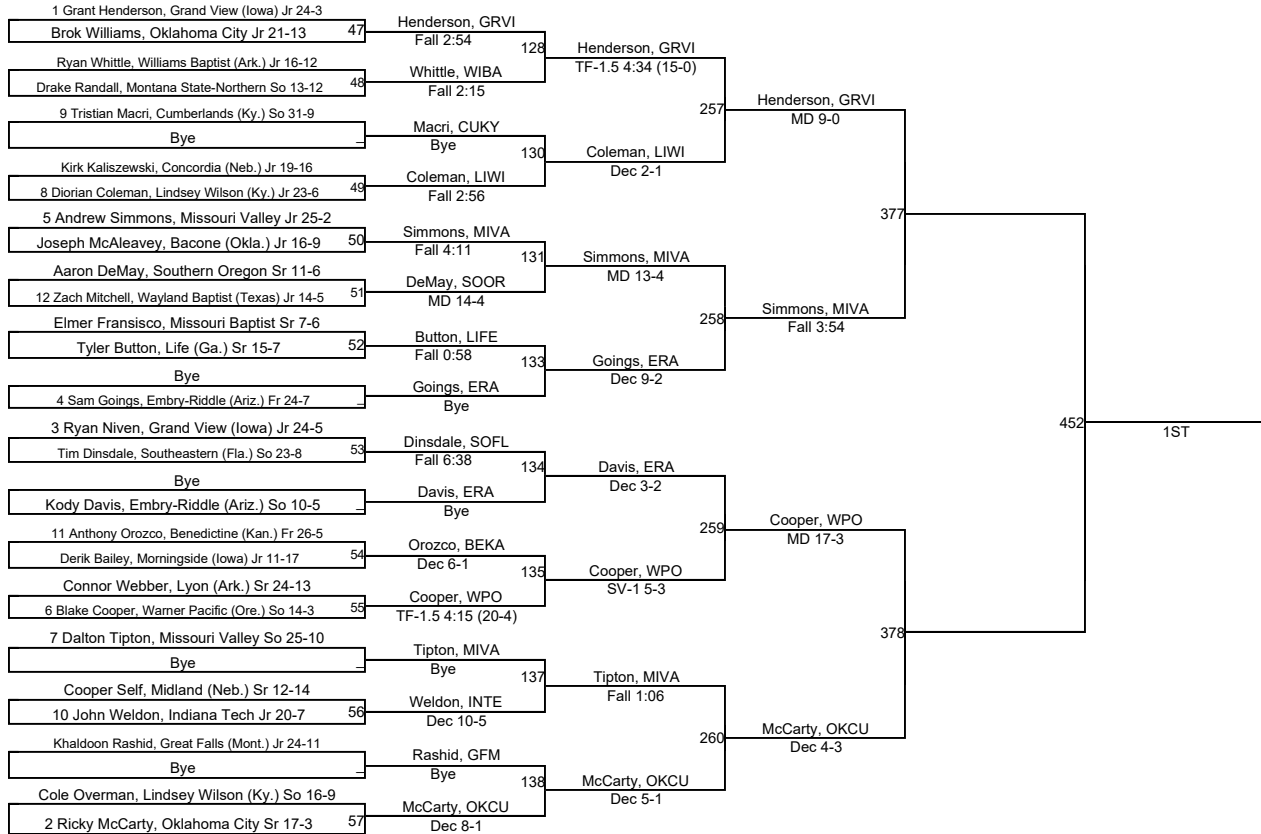 1 Grant Henderson, Grand View (Iowa) Jr 24-3
Brok Williams, Oklahoma City Jr 21-13
47
Ryan Whittle, Williams Baptist (Ark.) Jr 16-12
Drake Randall, Montana State-Northern So 13-12
48
9 Tristian Macri, Cumberlands (Ky.) So 31-9
Bye
_
Kirk Kaliszewski, Concordia (Neb.) Jr 19-16
8 Diorian Coleman, Lindsey Wilson (Ky.) Jr 23-6
49
5 Andrew Simmons, Missouri Valley Jr 25-2
Joseph McAleavey, Bacone (Okla.) Jr 16-9
50
Aaron DeMay, Southern Oregon Sr 11-6
12 Zach Mitchell, Wayland Baptist (Texas) Jr 14-5
51
Elmer Fransisco, Missouri Baptist Sr 7-6
Tyler Button, Life (Ga.) Sr 15-7
52
Bye
4 Sam Goings, Embry-Riddle (Ariz.) Fr 24-7
_
3 Ryan Niven, Grand View (Iowa) Jr 24-5
Tim Dinsdale, Southeastern (Fla.) So 23-8
53
Bye
Kody Davis, Embry-Riddle (Ariz.) So 10-5
_
11 Anthony Orozco, Benedictine (Kan.) Fr 26-5
Derik Bailey, Morningside (Iowa) Jr 11-17
54
Connor Webber, Lyon (Ark.) Sr 24-13
6 Blake Cooper, Warner Pacific (Ore.) So 14-3
55
7 Dalton Tipton, Missouri Valley So 25-10
Bye
_
Cooper Self, Midland (Neb.) Sr 12-14
10 John Weldon, Indiana Tech Jr 20-7
56
Khaldoon Rashid, Great Falls (Mont.) Jr 24-11
Bye
_
Cole Overman, Lindsey Wilson (Ky.) So 16-9
2 Ricky McCarty, Oklahoma City Sr 17-3
57
Henderson, GRVI
Fall 2:54
128
Whittle, WIBA
Fall 2:15
Macri, CUKY
Bye
130
Coleman, LIWI
Fall 2:56
Simmons, MIVA
Fall 4:11
131
DeMay, SOOR
MD 14-4
Button, LIFE
Fall 0:58
133
Goings, ERA
Bye
Dinsdale, SOFL
Fall 6:38
134
Davis, ERA
Bye
Orozco, BEKA
Dec 6-1
135
Cooper, WPO
TF-1.5 4:15 (20-4)
Tipton, MIVA
Bye
137
Weldon, INTE
Dec 10-5
Rashid, GFM
Bye
138
McCarty, OKCU
Dec 8-1
Henderson, GRVI
TF-1.5 4:34 (15-0)
257
Coleman, LIWI
Dec 2-1
Simmons, MIVA
MD 13-4
258
Goings, ERA
Dec 9-2
Davis, ERA
Dec 3-2
259
Cooper, WPO
SV-1 5-3
Tipton, MIVA
Fall 1:06
260
McCarty, OKCU
Dec 5-1
Henderson, GRVI
MD 9-0
377
Simmons, MIVA
Fall 3:54
Cooper, WPO
MD 17-3
378
McCarty, OKCU
Dec 4-3
452
1ST